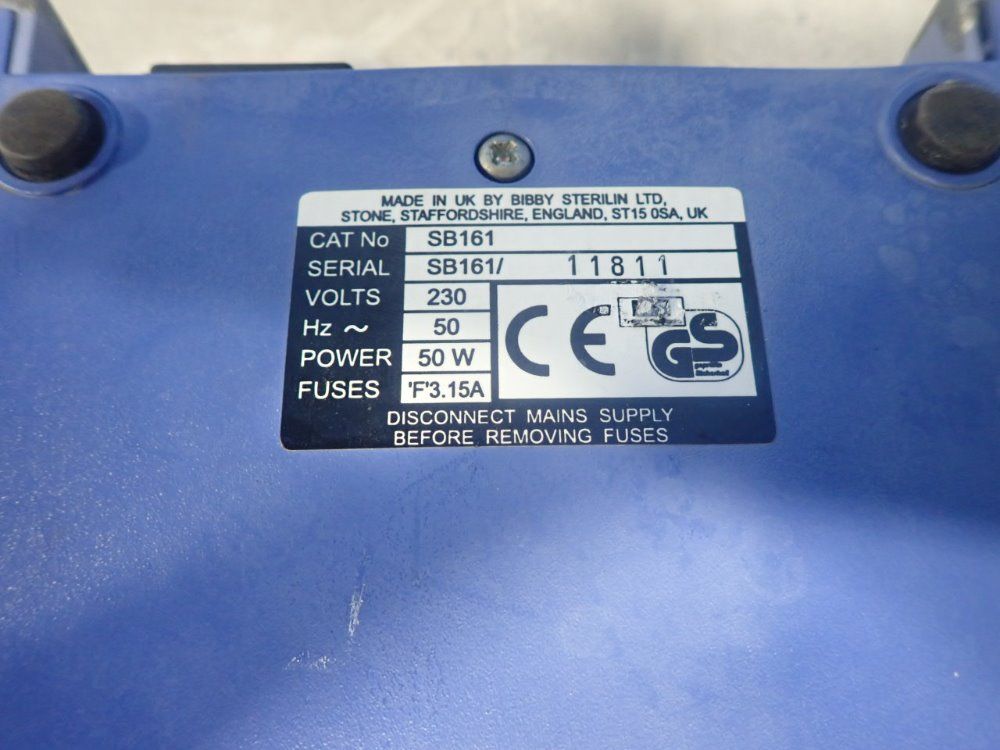 MADE IN UK BY BIBBY STERILIN LTD,
STONE, STAFFORDSHIRE, ENGLAND, ST15 0SA, UK
CAT No SB161
SERIAL SB161/ 11811
VOLTS 230
Hz ~ 50
POWER 50 W
FUSES 'F'3.15A
CE GS
DISCONNECT MAINS SUPPLY
BEFORE REMOVING FUSES